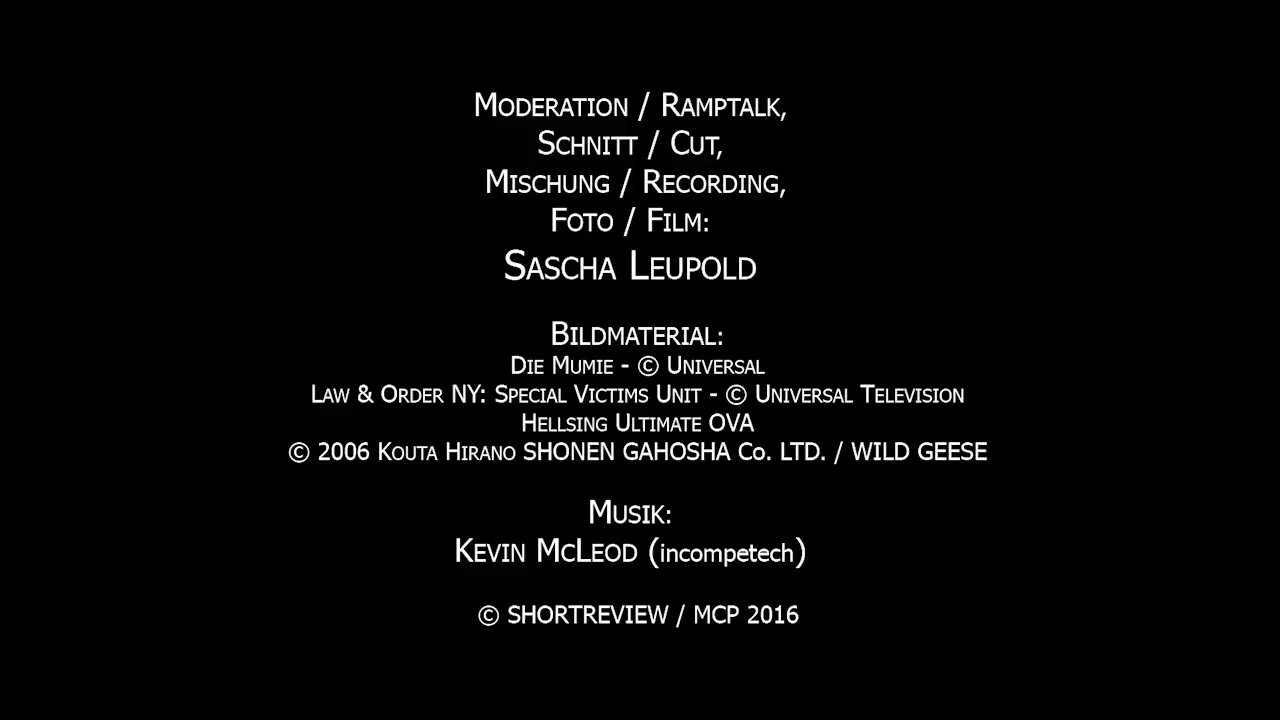 Moderation / Ramptalk,
Schnitt / Cut,
Mischung / Recording,
Foto / Film:
Sascha Leupold
Bildmaterial:
Die Mumie - © Universal
Law & Order NY: Special Victims Unit - © Universal Television
Hellsing Ultimate OVA
© 2006 Kouta Hirano SHONEN GAHOSHA Co. LTD. / WILD GEESE
Musik:
Kevin McLeod (incompetech)
© SHORTREVIEW / MCP 2016